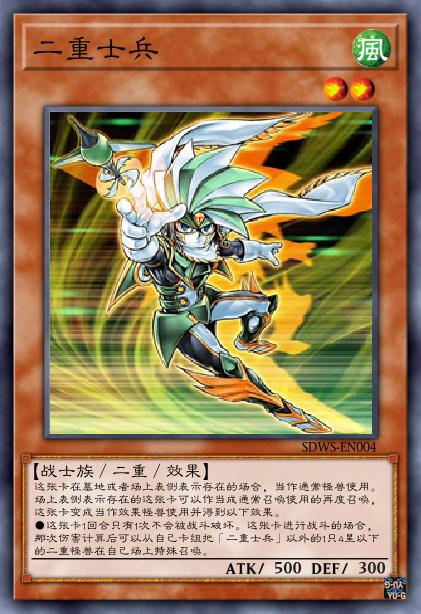 二重士兵
風
SDWS-EN004
【战士族／二重／效果】
这张卡在墓地或者场上表侧表示存在的场合，当作通常怪兽使用。
场上表侧表示存在的这张卡可以作当成通常召唤使用的再度召唤，
这张卡变成当作效果怪兽使用并得到以下效果。
●这张卡1回合只有1次不会被战斗破坏。这张卡进行战斗的场合，
那次伤害计算后可以从自己卡组把「二重士兵」以外的1只4星以下
的二重怪兽在自己场上特殊召唤。
ATK/ 500 DEF/ 300